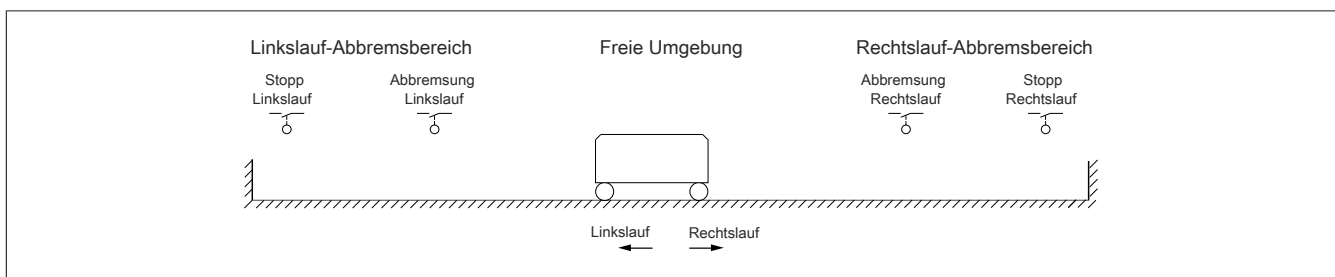 Linkslauf-Abbremsbereich
Freie Umgebung
Rechtslauf-Abbremsbereich
Stopp
Linkslauf
Abbremsung
Linkslauf
Abbremsung
Rechtslauf
Stopp
Rechtslauf
Linkslauf
Rechtslauf